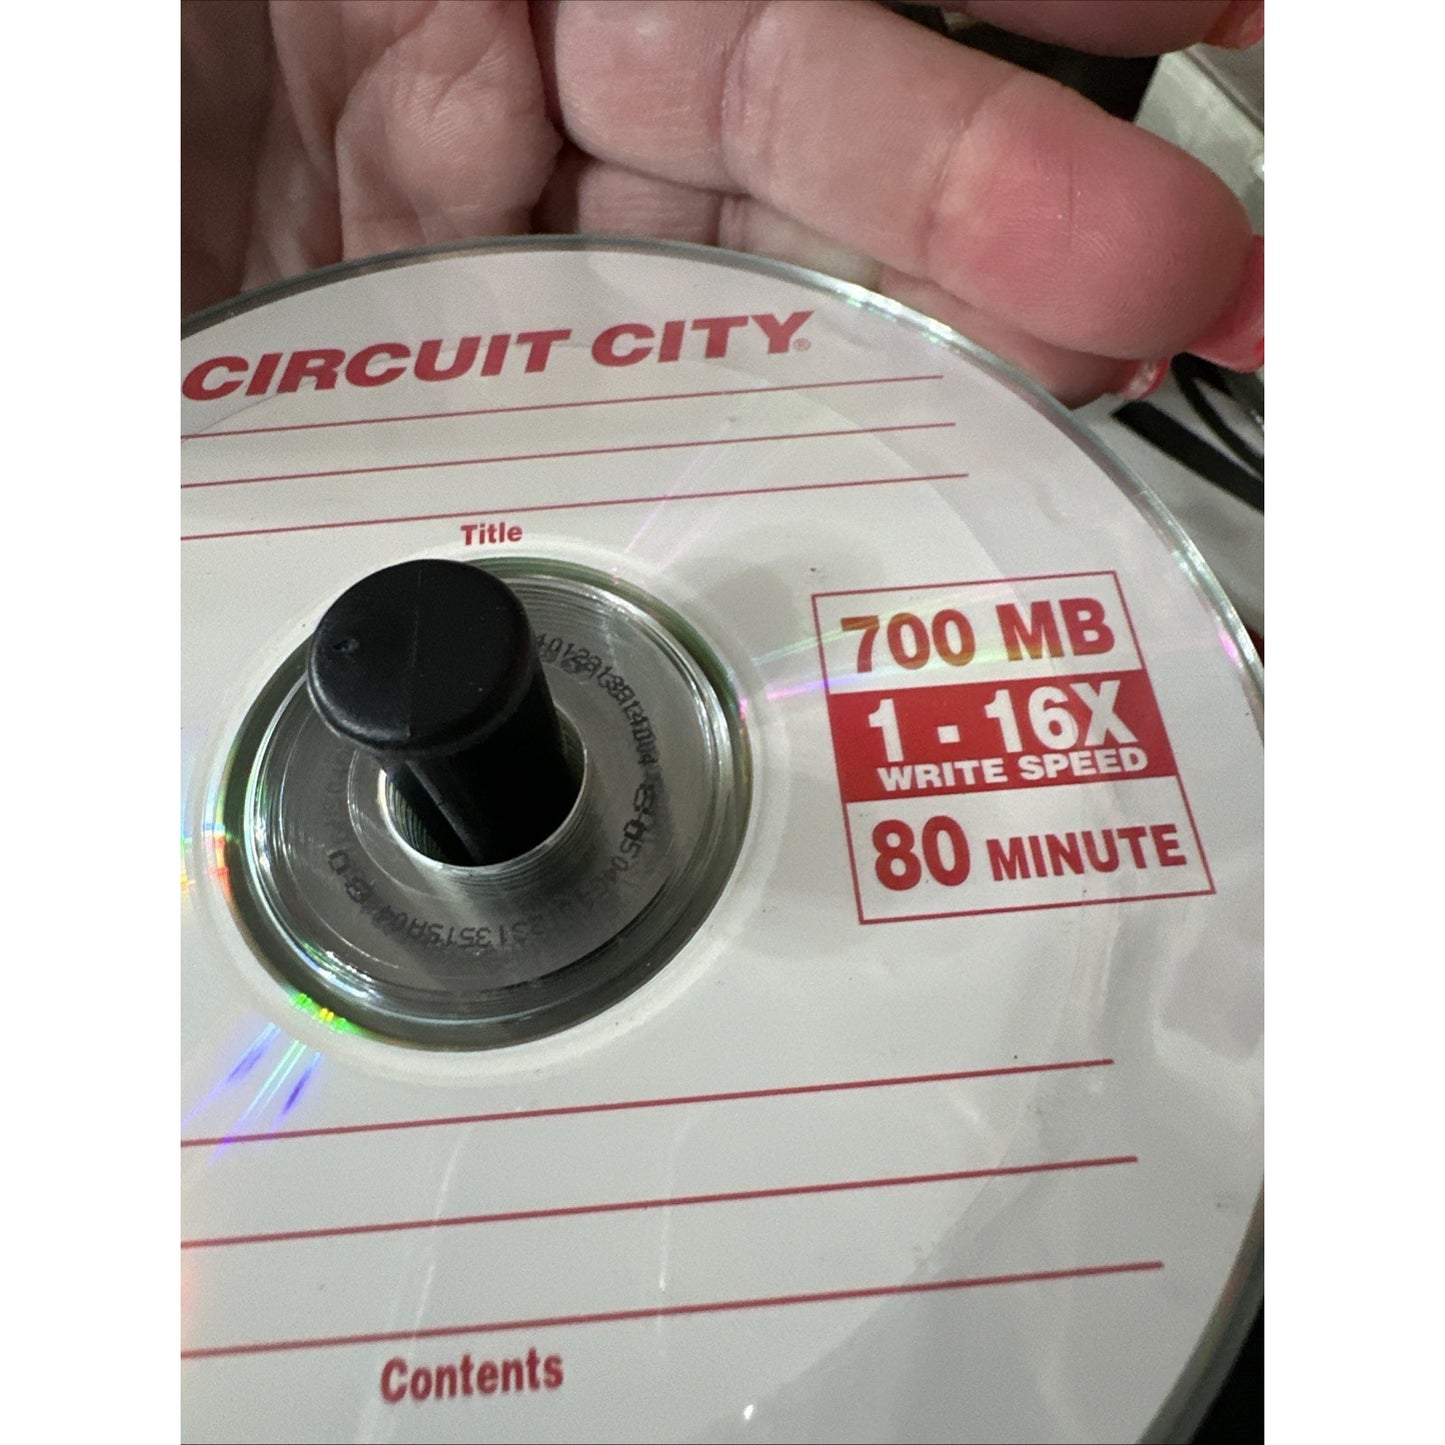 CIRCUIT CITY®
Title
700 MB
1 - 16X
WRITE SPEED
80 MINUTE
Contents